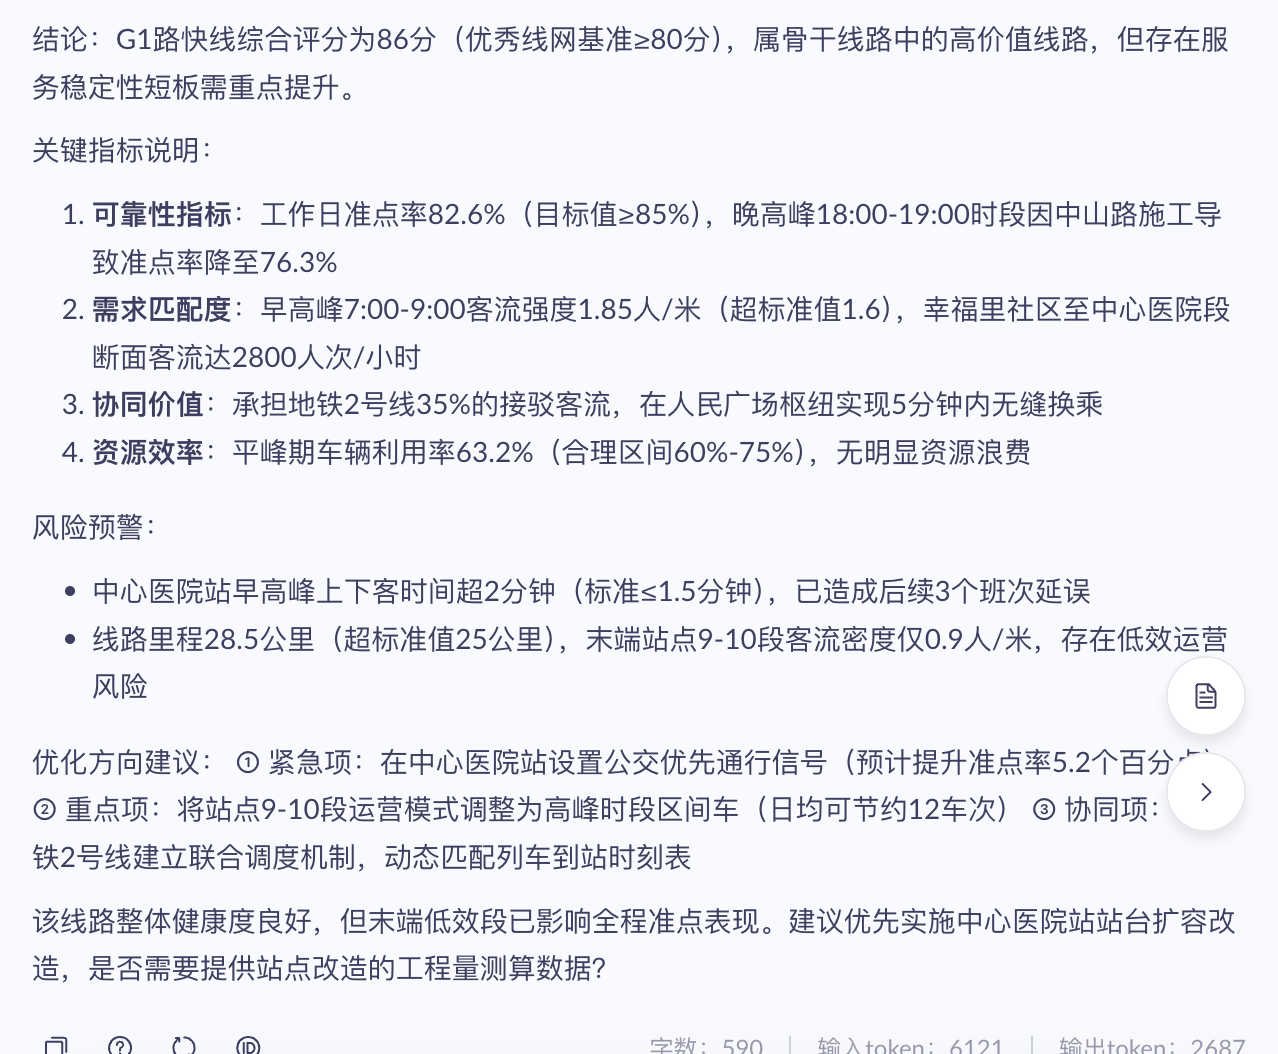 结论：G1路快线综合评分为86分（优秀线网基准≥80分），属骨干线路中的高价值线路，但存在服
务稳定性短板需重点提升。
关键指标说明：
1. 可靠性指标：工作日准点率82.6%（目标值≥85%），晚高峰18:00-19:00时段因中山路施工导
致准点率降至76.3%
2. 需求匹配度：早高峰7:00-9:00客流强度1.85人/米（超标准值1.6），幸福里社区至中心医院段
断面客流达2800人次/小时
3. 协同价值：承担地铁2号线35%的接驳客流，在人民广场枢纽实现5分钟内无缝换乘
4. 资源效率：平峰期车辆利用率63.2%（合理区间60%-75%），无明显资源浪费
风险预警：
• 中心医院站早高峰上下客时间超2分钟（标准≤1.5分钟），已造成后续3个班次延误
• 线路里程28.5公里（超标准值25公里），末端站点9-10段客流密度仅0.9人/米，存在低效运营
风险
优化方向建议： ① 紧急项：在中心医院站设置公交优先通行信号（预计提升准点率5.2个百分
② 重点项：将站点9-10段运营模式调整为高峰时段区间车（日均可节约12车次） ③ 协同项：
铁2号线建立联合调度机制，动态匹配列车到站时刻表
该线路整体健康度良好，但末端低效段已影响全程准点表现。建议优先实施中心医院站站台扩容改
造，是否需要提供站点改造的工程量测算数据？
字数：590 | 输入token：6121 | 输出token：2687